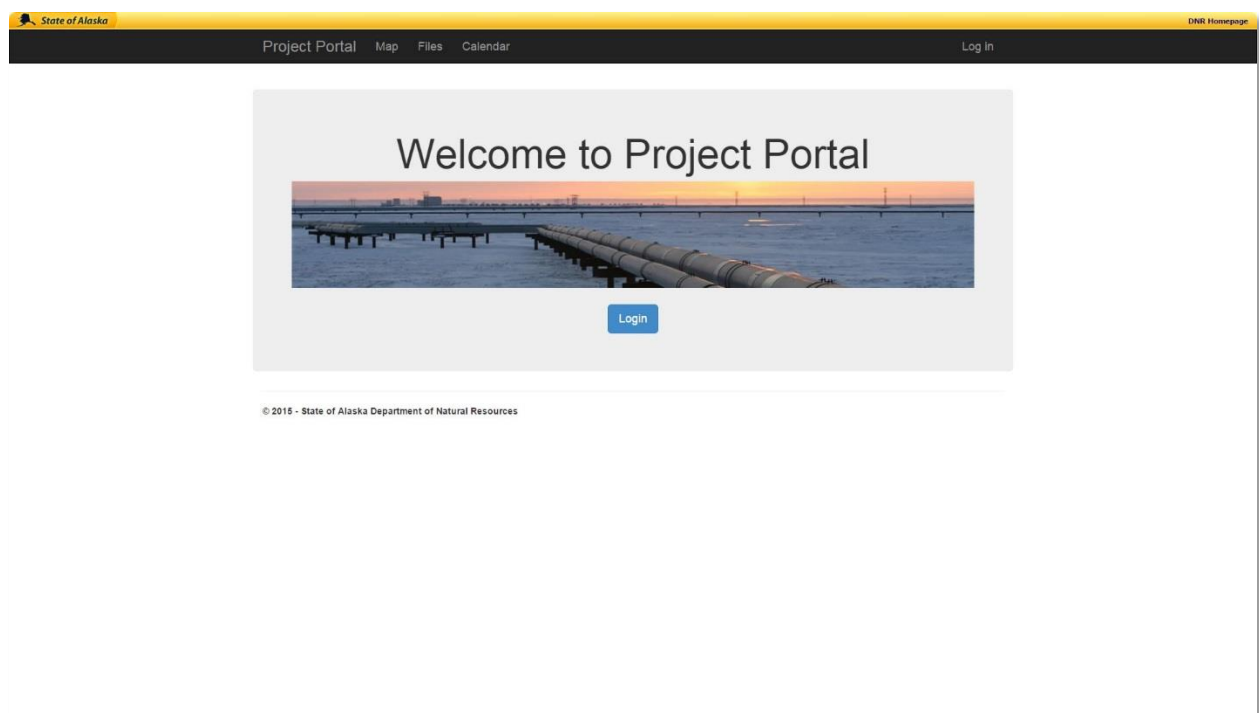 State of Alaska
DNR Homepage
Project Portal Map Files Calendar Log in
Welcome to Project Portal
Login
© 2015 - State of Alaska Department of Natural Resources